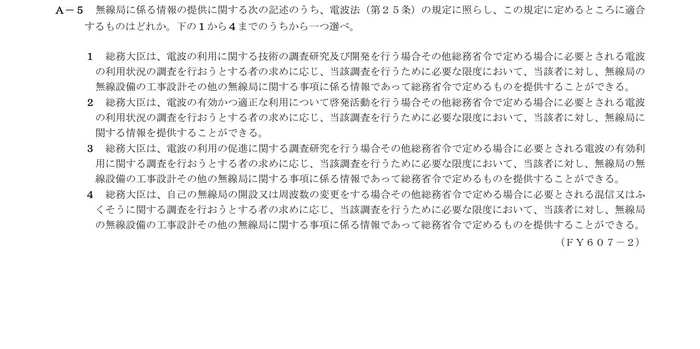 A－5 無線局に係る情報の提供に関する次の記述のうち、電波法（第２５条）の規定に照らし、この規定に定めるところに適合
するものはどれか。下の1から4までのうちから一つ選べ。
1 総務大臣は、電波の利用に関する技術の調査研究及び開発を行う場合その他総務省令で定める場合に必要とされる電波
の利用状況の調査を行おうとする者の求めに応じ、当該調査を行うために必要な限度において、当該者に対し、無線局の
無線設備の工事設計その他の無線局に関する事項に係る情報であって総務省令で定めるものを提供することができる。
2 総務大臣は、電波の有効かつ適正な利用について啓発活動を行う場合その他総務省令で定める場合に必要とされる電波
の利用状況の調査を行おうとする者の求めに応じ、当該調査を行うために必要な限度において、当該者に対し、無線局に
関する情報を提供することができる。
3 総務大臣は、電波の利用の促進に関する調査研究を行う場合その他総務省令で定める場合に必要とされる電波の有効利
用に関する調査を行おうとする者の求めに応じ、当該調査を行うために必要な限度において、当該者に対し、無線局の無
線設備の工事設計その他の無線局に関する事項に係る情報であって総務省令で定めるものを提供することができる。
4 総務大臣は、自己の無線局の開設又は周波数の変更をする場合その他総務省令で定める場合に必要とされる混信又はふ
くそうに関する調査を行おうとする者の求めに応じ、当該調査を行うために必要な限度において、当該者に対し、無線局
の無線設備の工事設計その他の無線局に関する事項に係る情報であって総務省令で定めるものを提供することができる。
（ＦＹ６０７－２）